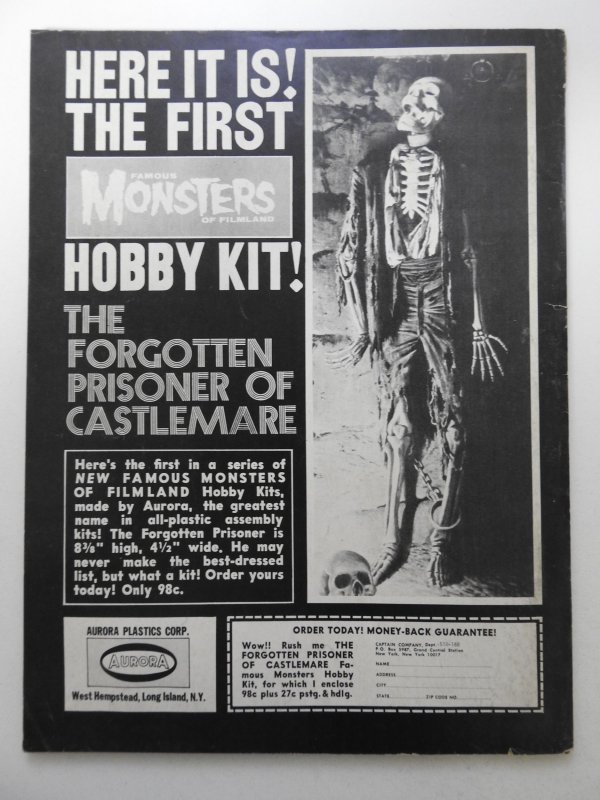 HERE IT IS!
THE FIRST
FAMOUS
MONSTERS
OF FILMLAND
HOBBY KIT!
THE
FORGOTTEN
PRISONER OF
CASTLEMARE
Here's the first in a series of
NEW FAMOUS MONSTERS
OF FILMLAND Hobby Kits,
made by Aurora, the greatest
name in all-plastic assembly
kits! The Forgotten Prisoner is
8⅜" high, 4½" wide. He may
never make the best-dressed
list, but what a kit! Order yours
today! Only 98c.
AURORA PLASTICS CORP.
AURORA
West Hempstead, Long Island, N.Y.
ORDER TODAY! MONEY-BACK GUARANTEE!
Wow!! Rush me THE
FORGOTTEN PRISONER
OF CASTLEMARE Fa-
mous Monsters Hobby
Kit, for which I enclose
98c plus 27c pstg. & hdlg.
CAPTAIN COMPANY, Dept.
P.O. Box 5987, Grand Central Station
New York, New York 10017
NAME
ADDRESS
CITY
STATE ZIP CODE NO.